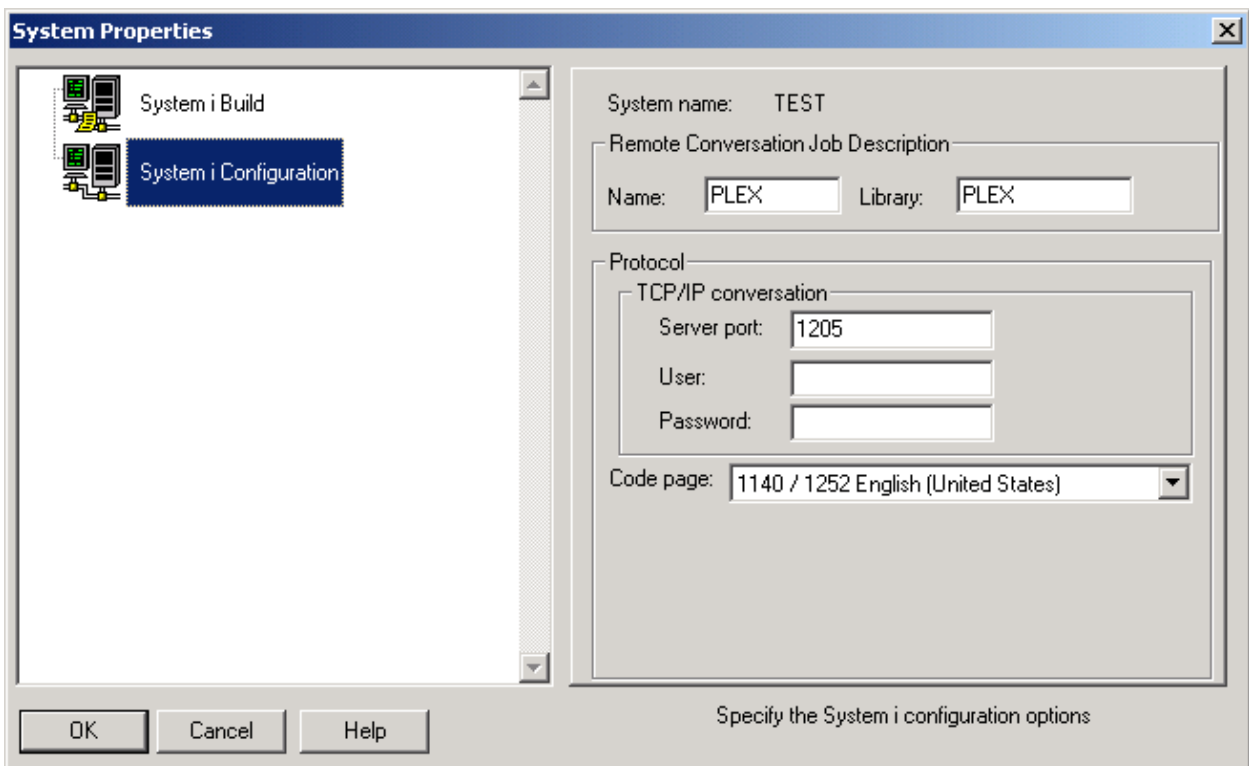 System Properties
System i Build
System i Configuration
System name: TEST
Remote Conversation Job Description
Name: PLEX Library: PLEX
Protocol
TCP/IP conversation
Server port: 1205
User:
Password:
Code page: 1140 / 1252 English (United States)
OK Cancel Help
Specify the System i configuration options